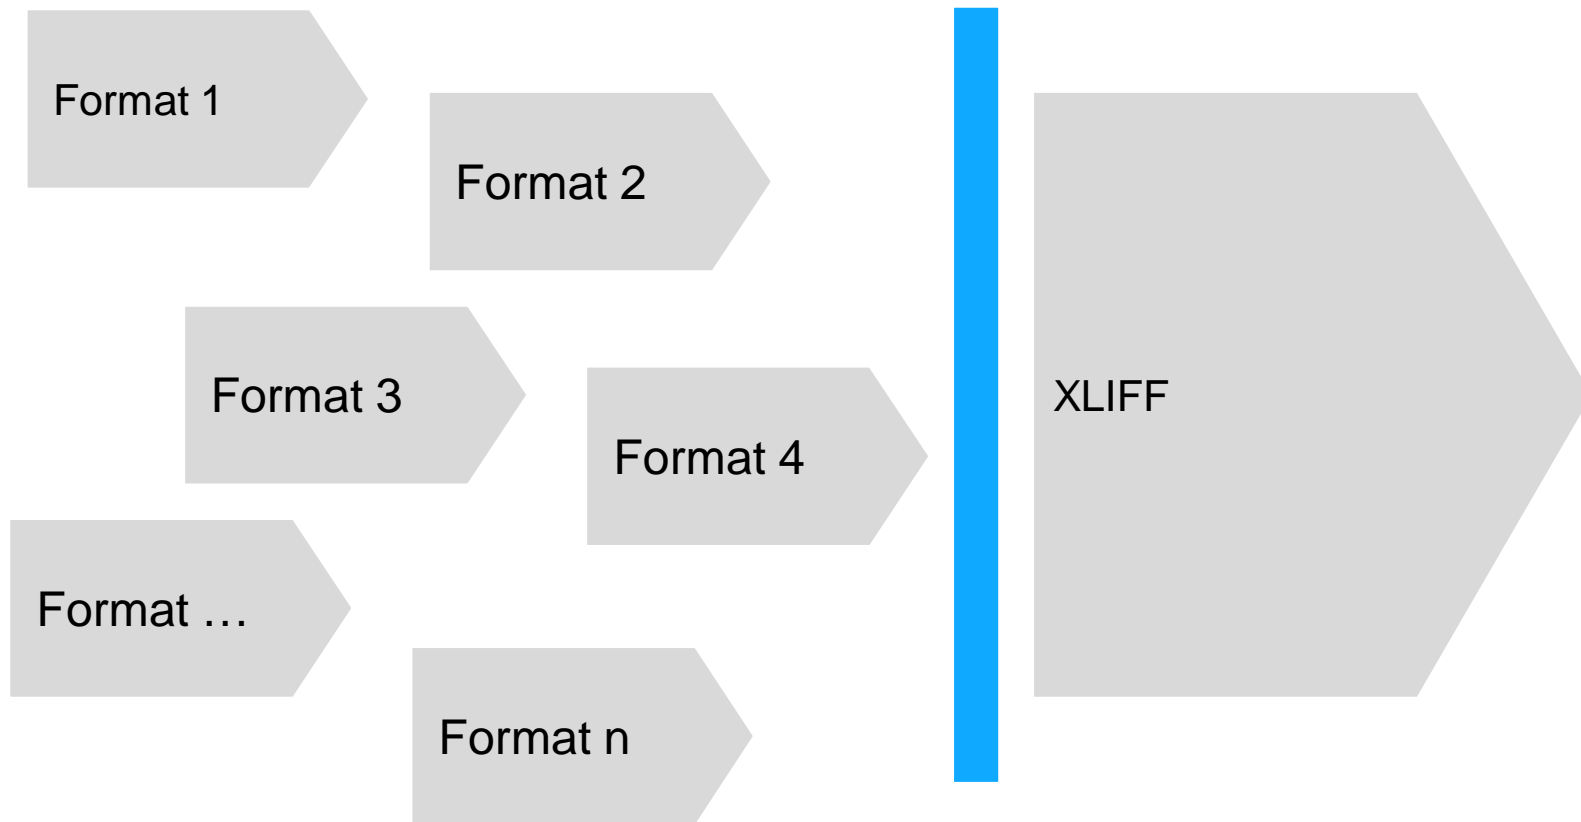 Format 1
Format 2
Format 3
Format 4
Format …
Format n
XLIFF